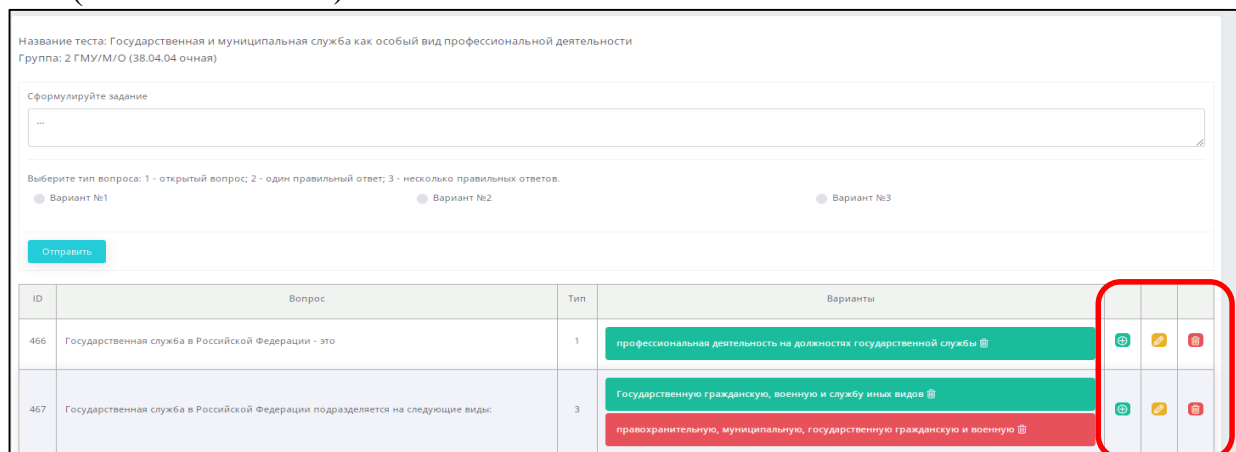 Название теста: Государственная и муниципальная служба как особый вид профессиональной деятельности
Группа: 2 ГМУ/М/О (38.04.04 очная)
Сформулируйте задание
...
Выберите тип вопроса: 1 - открытый вопрос; 2 - один правильный ответ; 3 - несколько правильных ответов.
Вариант №1 Вариант №2 Вариант №3
Отправить
ID Вопрос Тип Варианты
466 Государственная служба в Российской Федерации - это 1 профессиональная деятельность на должностях государственной службы
Государственную гражданскую, военную и службу иных видов
467 Государственная служба в Российской Федерации подразделяется на следующие виды: 3
правохранительную, муниципальную, государственную гражданскую и военную